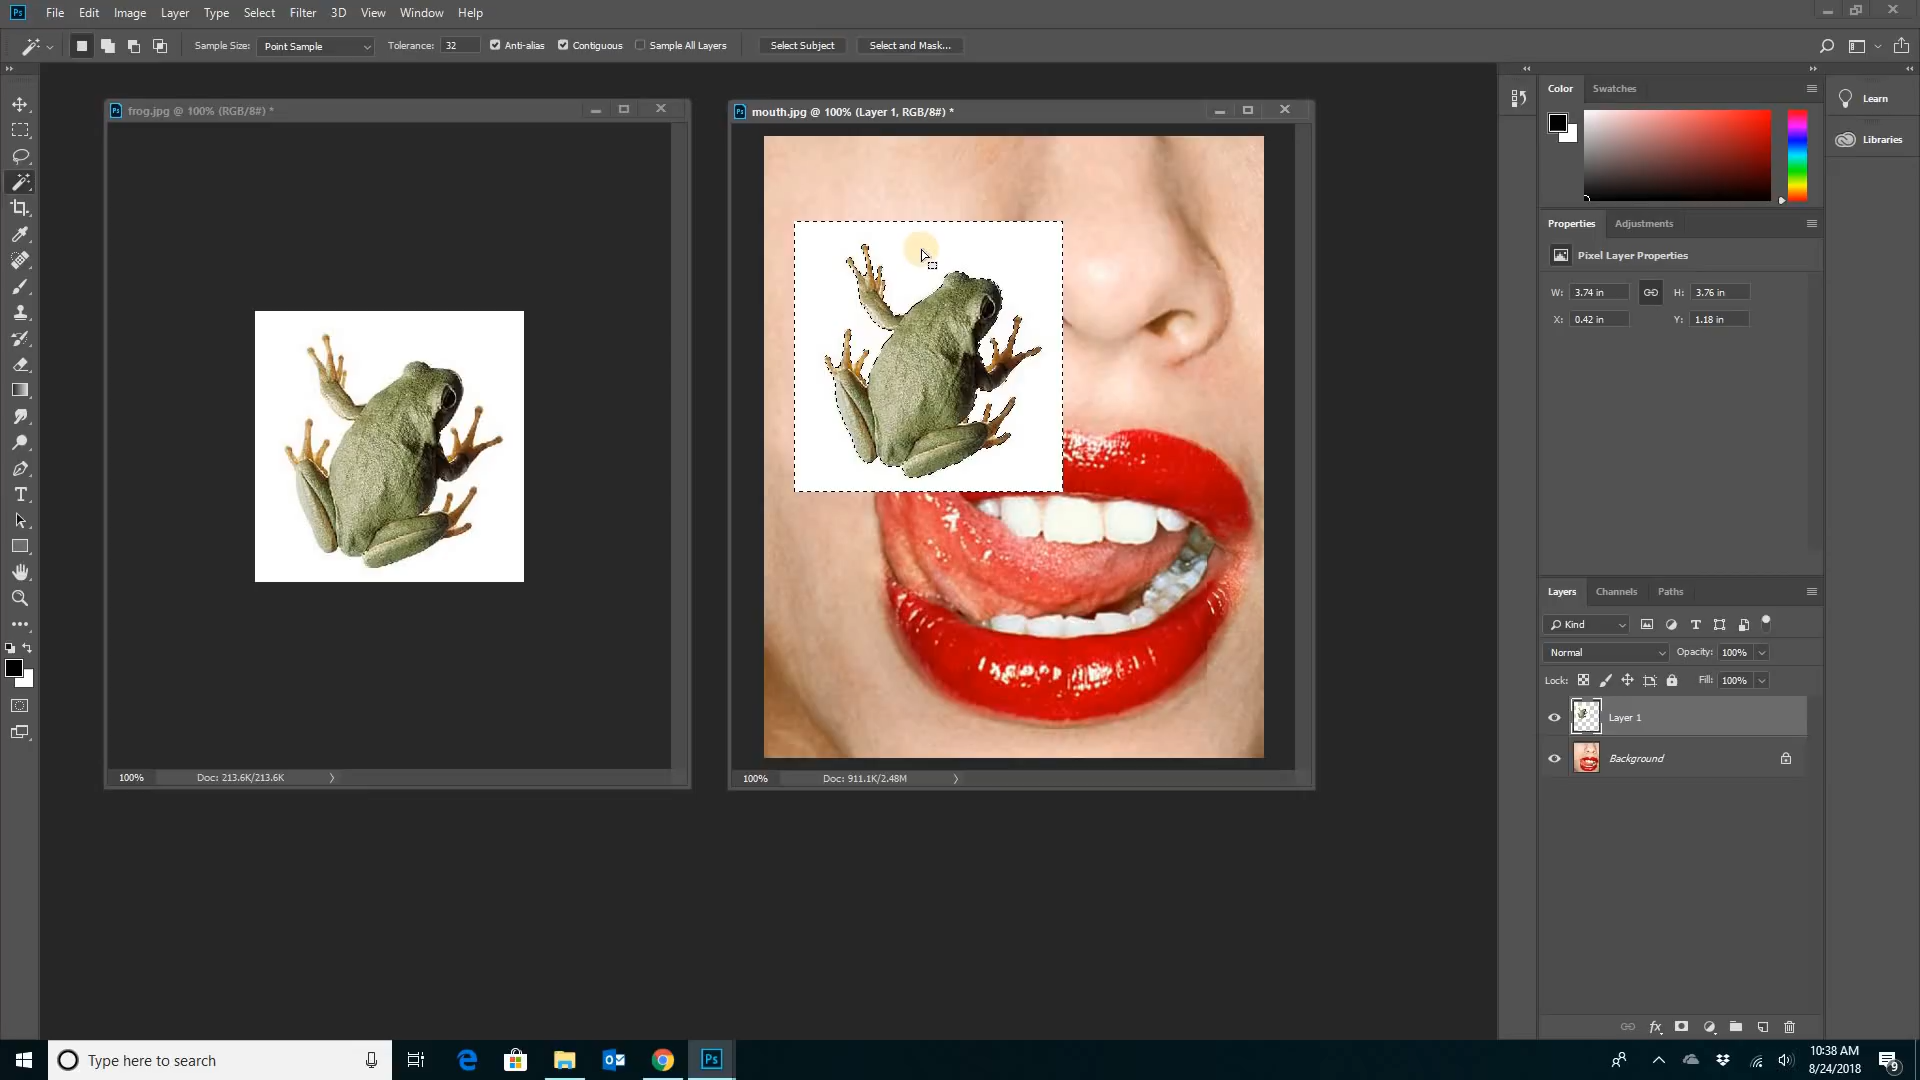 Ps File Edit Image Layer Type Select Filter 3D View Window Help
Sample Size: Point Sample Tolerance: 32 Anti-alias Contiguous Sample All Layers Select Subject Select and Mask...
Ps frog.jpg @ 100% (RGB/8#) *
Ps mouth.jpg @ 100% (Layer 1, RGB/8#) *
100% Doc: 213.6K/213.6K
100% Doc: 911.1K/2.48M
Color Swatches
Learn
Libraries
Properties Adjustments
Pixel Layer Properties
W: 3.74 in H: 3.76 in
X: 0.42 in Y: 1.18 in
Layers Channels Paths
Kind
Normal Opacity: 100%
Lock: Fill: 100%
Layer 1
Background
Type here to search
Ps
10:38 AM
8/24/2018
9